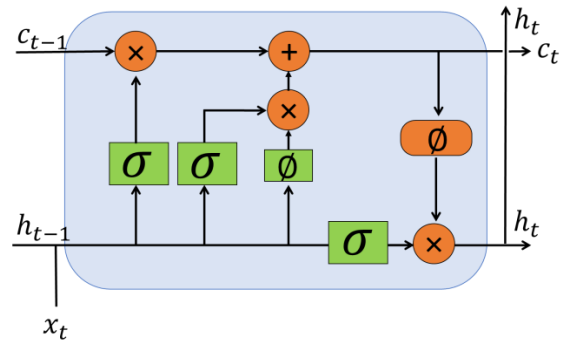 h_t
c_{t-1} × + c_t
×
σ σ ∅ ∅
h_{t-1} σ × h_t
x_t